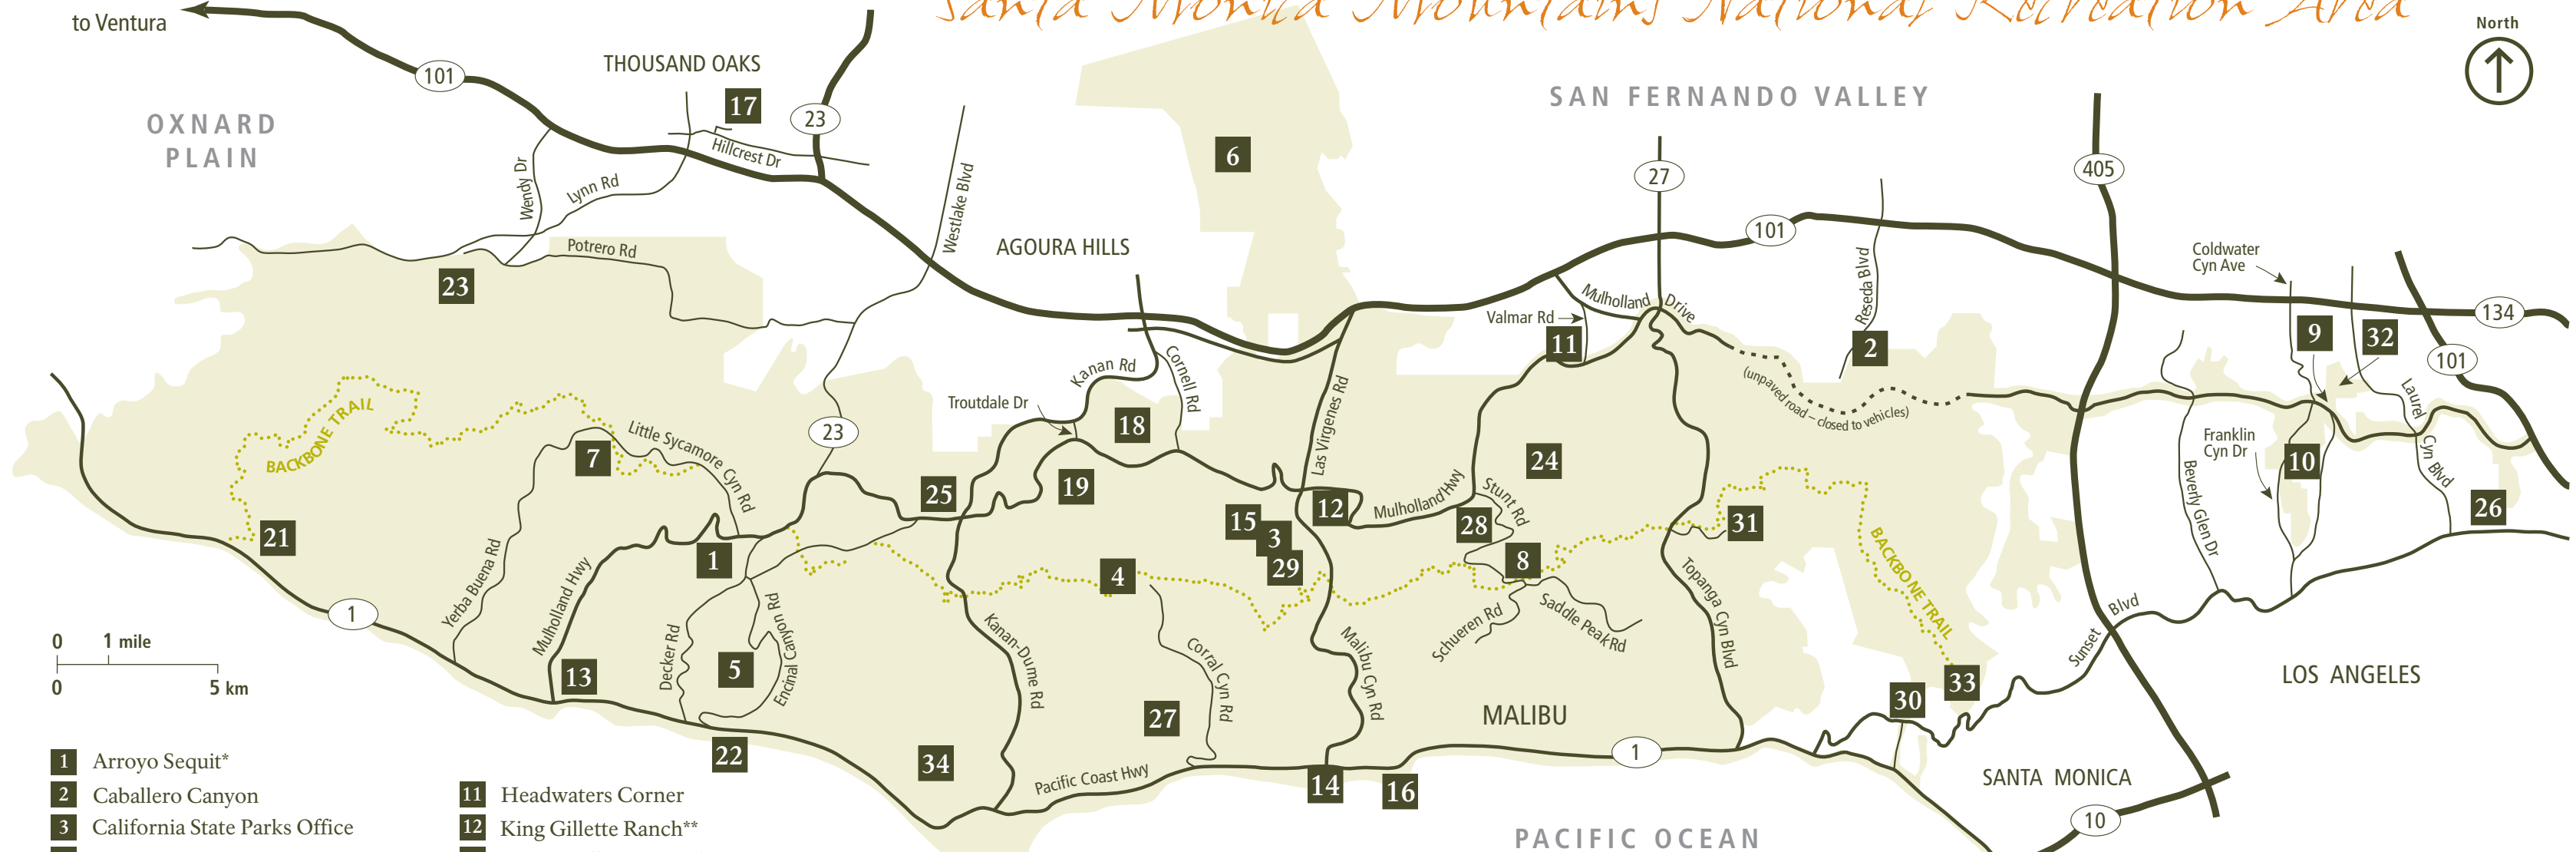 Santa Monica Mountains National Recreation Area
to Ventura
North
101
THOUSAND OAKS
17
23
SAN FERNANDO VALLEY
OXNARD
PLAIN
Hillcrest Dr
6
27
405
Wendy Dr
Lynn Rd
Westlake Blvd
101
AGOURA HILLS
Potrero Rd
Reseda Blvd
Coldwater
Cyn Ave
23
Mulholland Drive
Valmar Rd
134
11
2
9
32
101
Kanan Rd
Cornell Rd
(unpaved road – closed to vehicles)
Troutdale Dr
BACKBONE TRAIL
Little Sycamore Cyn Rd
23
18
Las Virgenes Rd
Laurel
Cyn Blvd
Franklin
Cyn Dr
7
24
10
Beverly Glen Dr
25
19
Mulholland Hwy
Stunt Rd
12
26
21
15
3
29
28
31
BACKBONE TRAIL
1
8
4
Topanga Cyn Blvd
Yerba Buena Rd
Mulholland Hwy
1
Decker Rd
Encinal Canyon Rd
Kanan-Dume Rd
Schueren Rd
Saddle Peak Rd
Sunset
Blvd
0 1 mile
0 5 km
13
5
Corral Cyn Rd
Malibu Cyn Rd
33
30
LOS ANGELES
27
MALIBU
22
34
1
Pacific Coast Hwy
14
16
SANTA MONICA
10
PACIFIC OCEAN
1 Arroyo Sequit*
2 Caballero Canyon
3 California State Parks Office
11 Headwaters Corner
12 King Gillette Ranch**